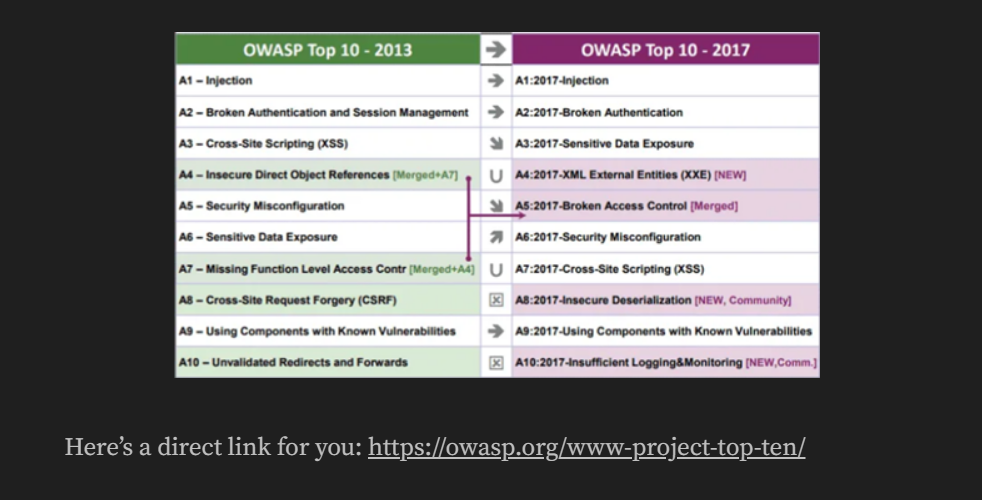 OWASP Top 10 - 2013 → OWASP Top 10 - 2017
A1 – Injection → A1:2017-Injection
A2 – Broken Authentication and Session Management → A2:2017-Broken Authentication
A3 – Cross-Site Scripting (XSS) ↘ A3:2017-Sensitive Data Exposure
A4 – Insecure Direct Object References [Merged+A7] U A4:2017-XML External Entities (XXE) [NEW]
A5 – Security Misconfiguration ↘ A5:2017-Broken Access Control [Merged]
A6 – Sensitive Data Exposure ↗ A6:2017-Security Misconfiguration
A7 – Missing Function Level Access Contr [Merged+A4] U A7:2017-Cross-Site Scripting (XSS)
A8 – Cross-Site Request Forgery (CSRF) ☒ A8:2017-Insecure Deserialization [NEW, Community]
A9 – Using Components with Known Vulnerabilities → A9:2017-Using Components with Known Vulnerabilities
A10 – Unvalidated Redirects and Forwards ☒ A10:2017-Insufficient Logging&Monitoring [NEW,Comm.]
Here’s a direct link for you: https://owasp.org/www-project-top-ten/